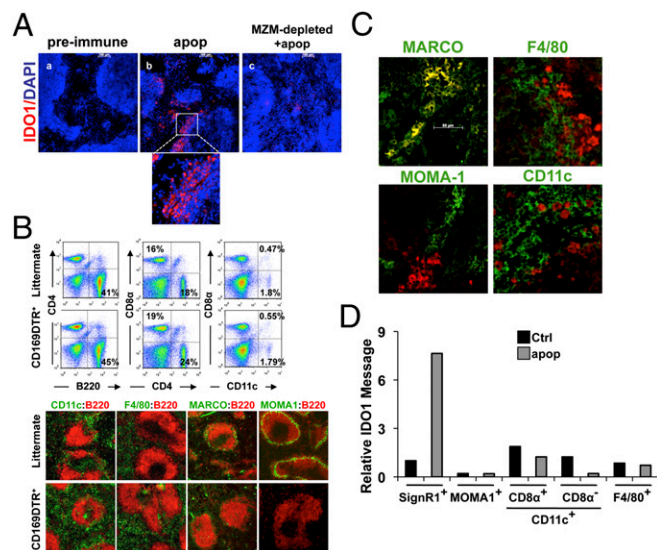 A
pre-immune
apop
MZM-depleted
+apop
IDO1/DAPI
a
b
c
B
Littermate
CD169DTR⁺
CD4
41%
45%
CD8α
16%
18%
19%
24%
CD8α
0.47%
1.8%
0.55%
1.79%
B220
CD4
CD11c
CD11c:B220
F4/80:B220
MARCO:B220
MOMA1:B220
Littermate
CD169DTR⁺
C
MARCO
F4/80
MOMA-1
CD11c
D
Relative IDO1 Message
9
6
3
0
Ctrl
apop
SignR1⁺
MOMA1⁺
CD8α⁺
CD8α⁻
F4/80⁺
CD11c⁺